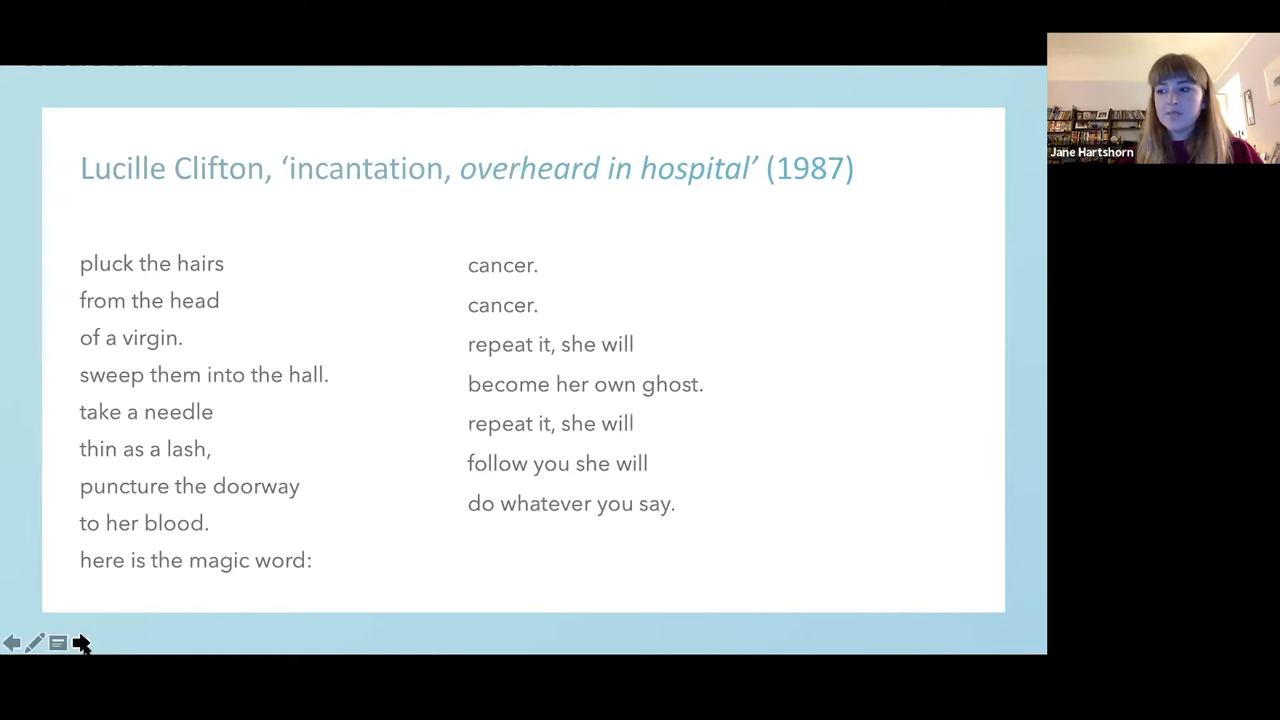 Lucille Clifton, ‘incantation, overheard in hospital’ (1987)
pluck the hairs
from the head
of a virgin.
sweep them into the hall.
take a needle
thin as a lash,
puncture the doorway
to her blood.
here is the magic word:
cancer.
cancer.
repeat it, she will
become her own ghost.
repeat it, she will
follow you she will
do whatever you say.
Jane Hartshorn